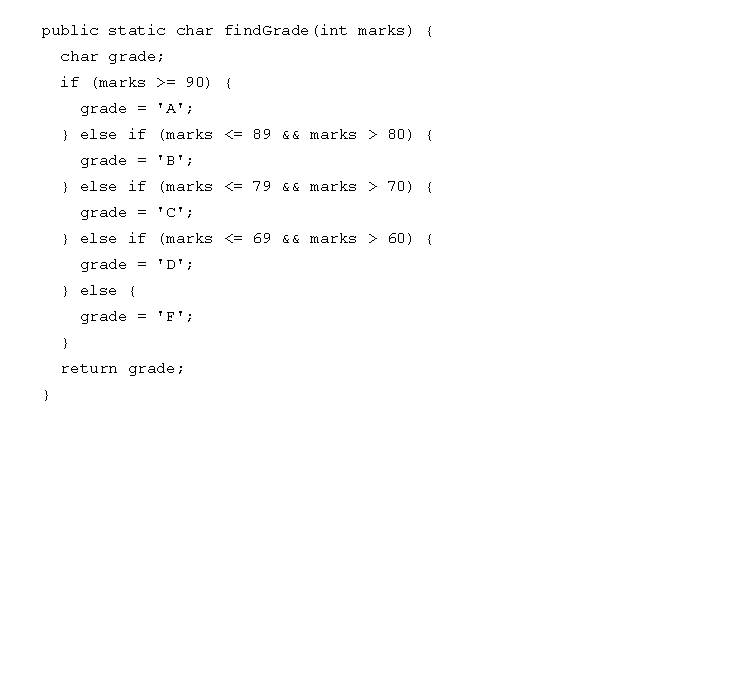 public static char findGrade(int marks) {
  char grade;
  if (marks >= 90) {
    grade = 'A';
  } else if (marks <= 89 && marks > 80) {
    grade = 'B';
  } else if (marks <= 79 && marks > 70) {
    grade = 'C';
  } else if (marks <= 69 && marks > 60) {
    grade = 'D';
  } else {
    grade = 'F';
  }
  return grade;
}